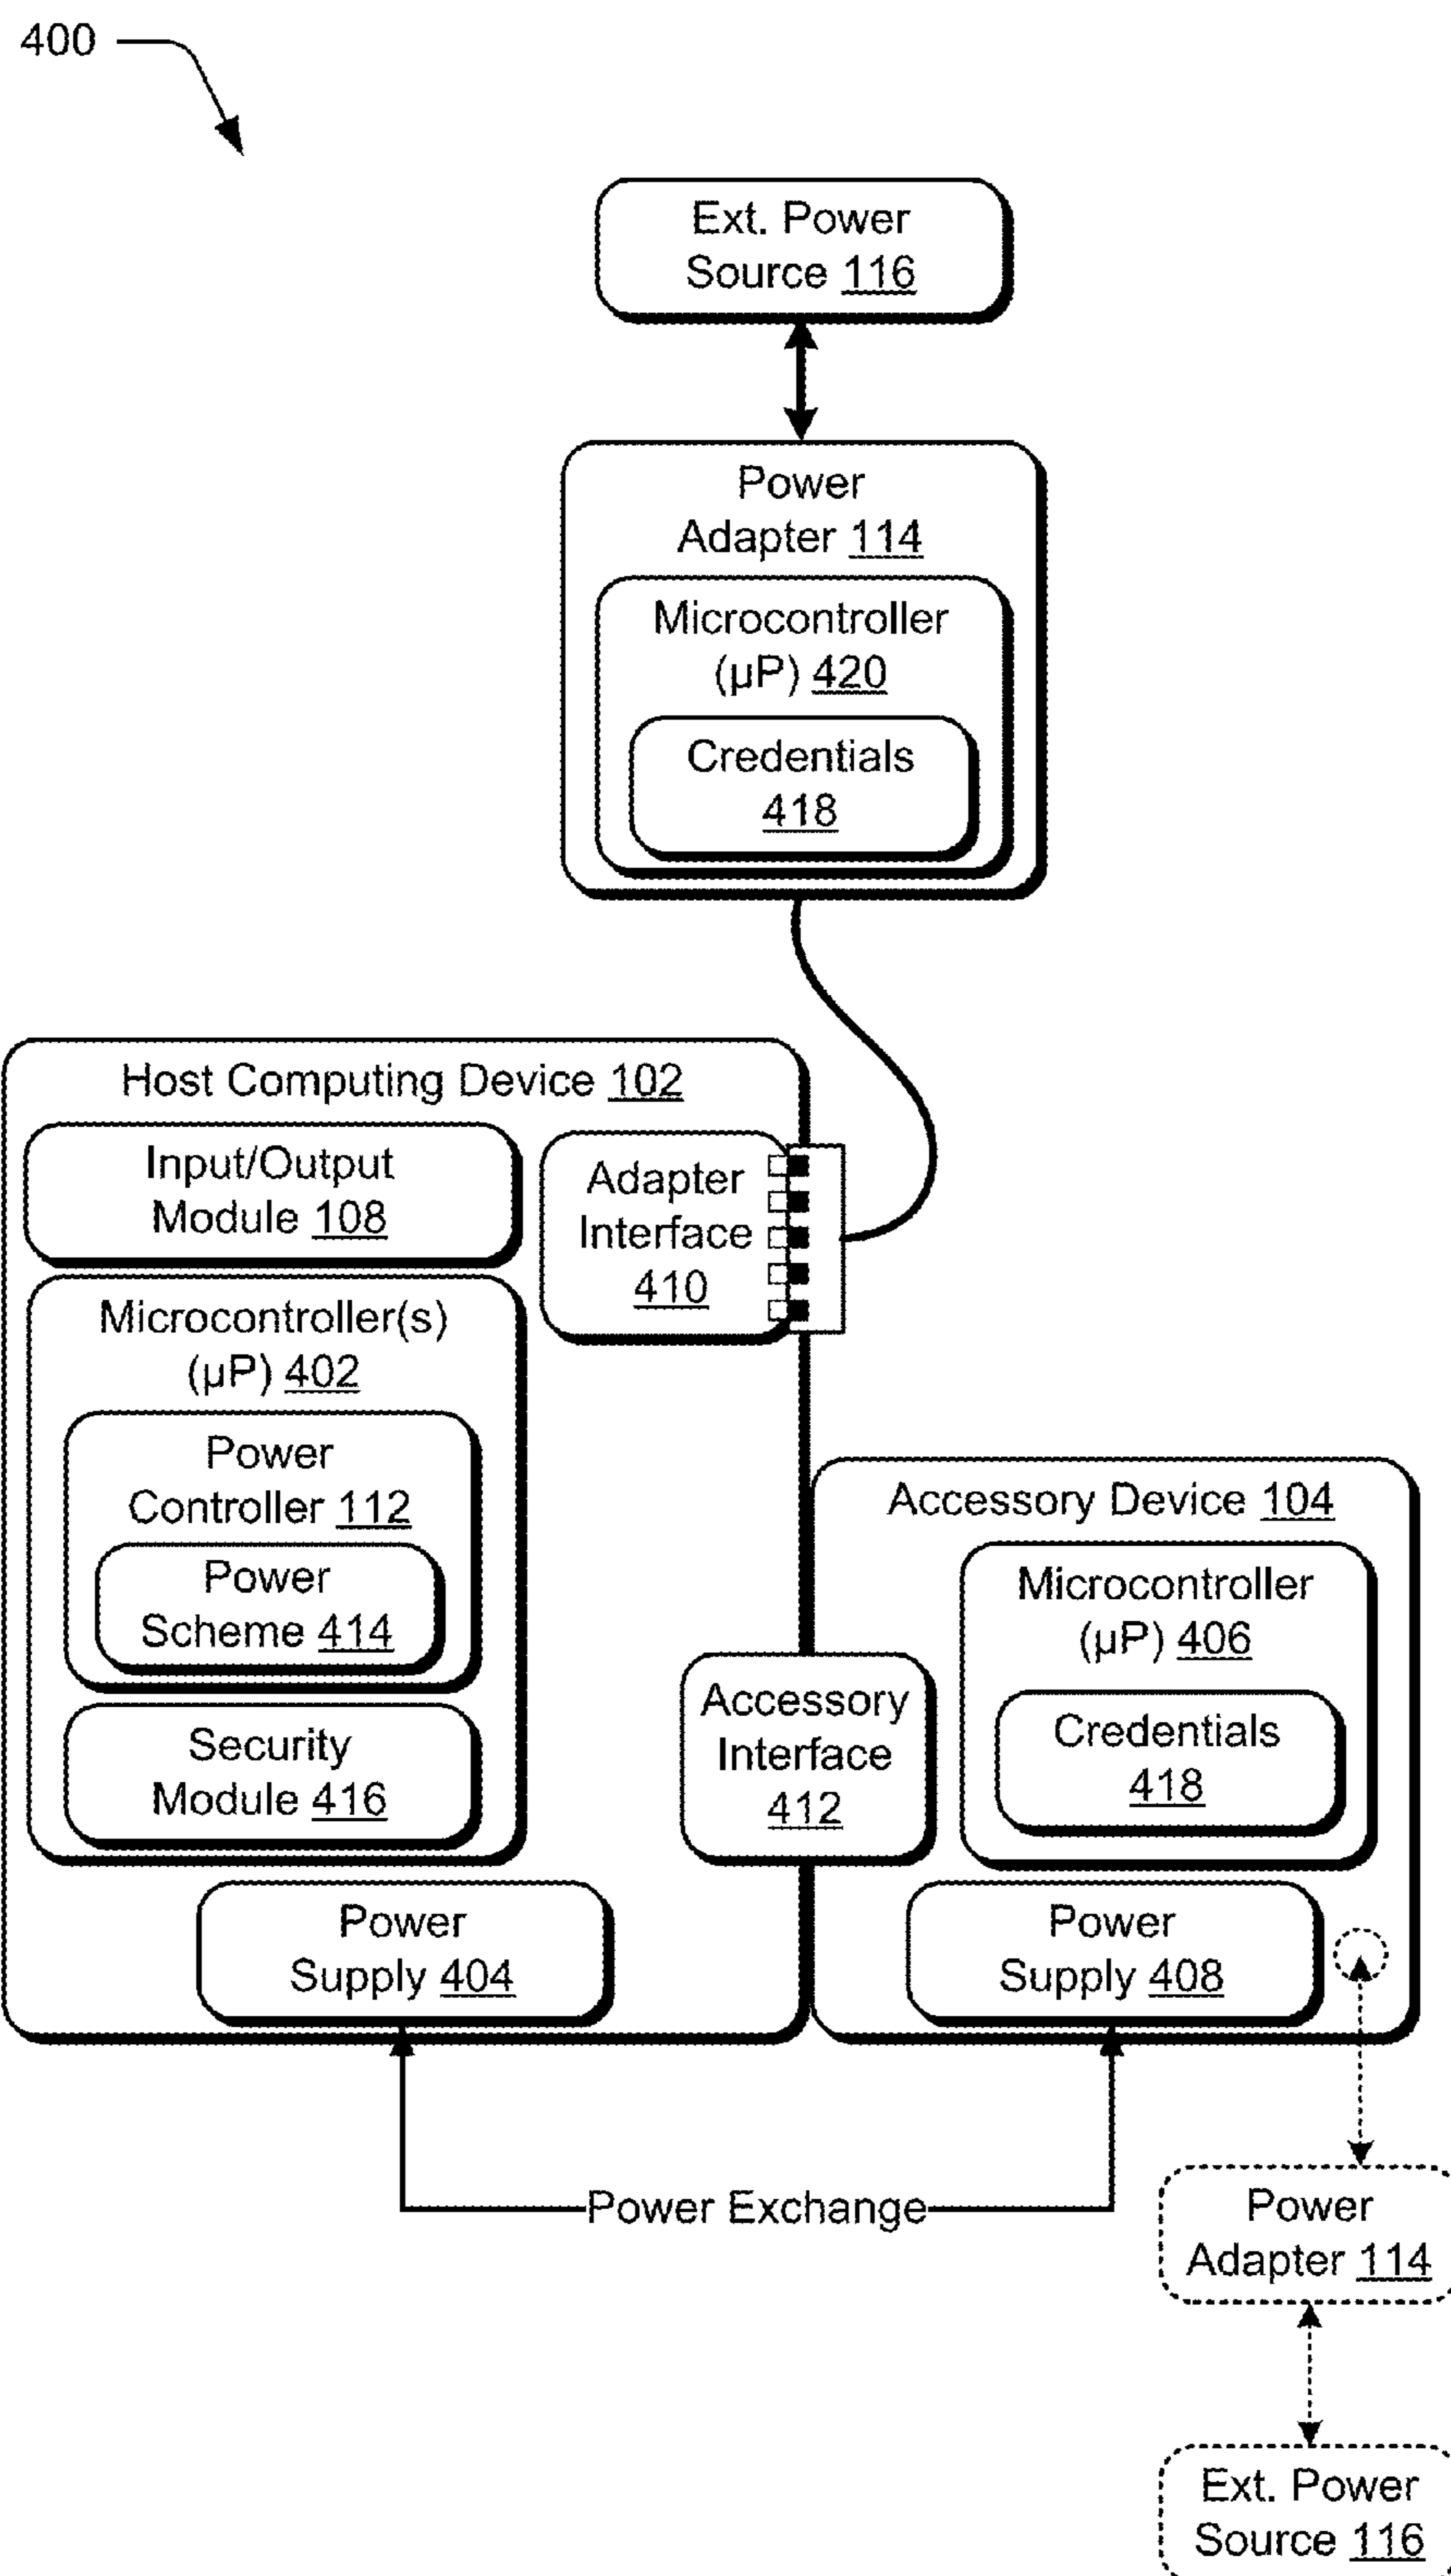 400
Ext. Power
Source 116
Power
Adapter 114
Microcontroller
(µP) 420
Credentials
418
Host Computing Device 102
Input/Output
Module 108
Adapter
Interface
410
Microcontroller(s)
(µP) 402
Power
Controller 112
Power
Scheme 414
Security
Module 416
Power
Supply 404
Accessory
Interface
412
Accessory Device 104
Microcontroller
(µP) 406
Credentials
418
Power
Supply 408
Power Exchange
Power
Adapter 114
Ext. Power
Source 116